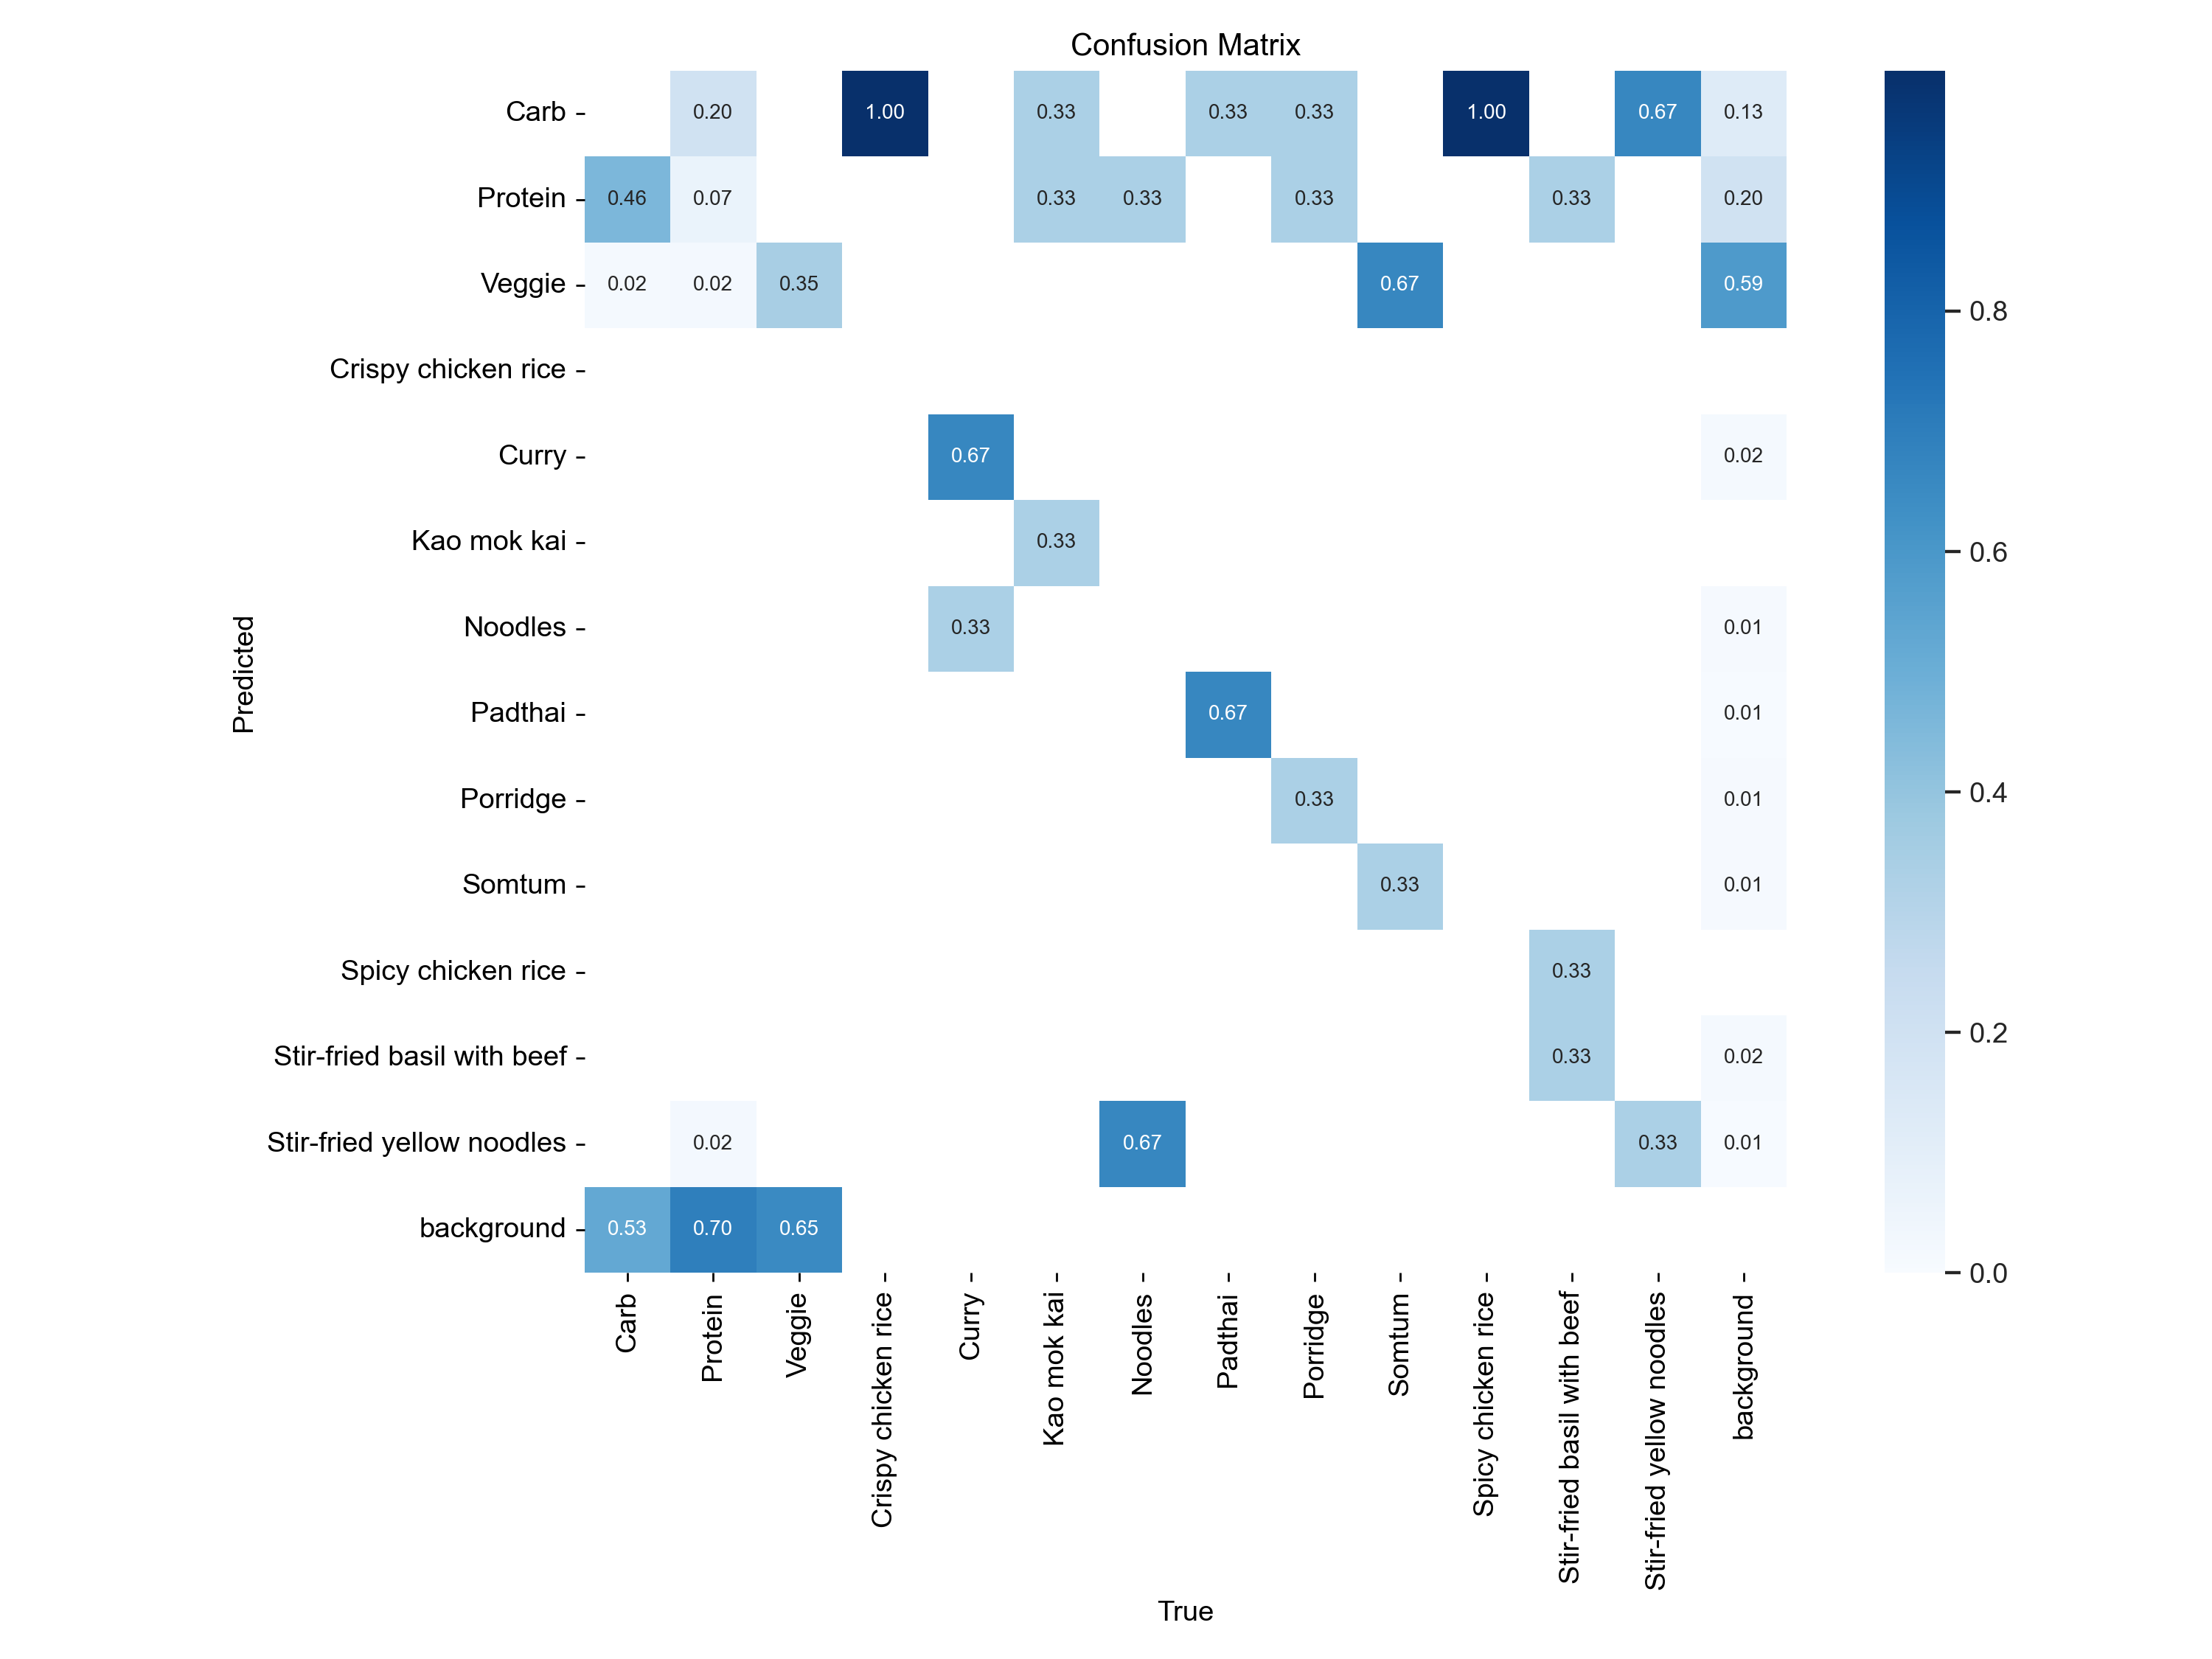 Confusion Matrix
Carb 0.20 1.00 0.33 0.33 0.33 1.00 0.67 0.13
Protein 0.46 0.07 0.33 0.33 0.33 0.33 0.20
Veggie 0.02 0.02 0.35 0.67 0.59
Crispy chicken rice
Curry 0.67 0.02
Kao mok kai 0.33
Noodles 0.33 0.01
Padthai 0.67 0.01
Porridge 0.33 0.01
Somtum 0.33 0.01
Spicy chicken rice 0.33
Stir-fried basil with beef 0.33 0.02
Stir-fried yellow noodles 0.02 0.67 0.33 0.01
background 0.53 0.70 0.65
Predicted
Carb
Protein
Veggie
Crispy chicken rice
Curry
Kao mok kai
Noodles
Padthai
Porridge
Somtum
Spicy chicken rice
Stir-fried basil with beef
Stir-fried yellow noodles
background
True
0.8
0.6
0.4
0.2
0.0